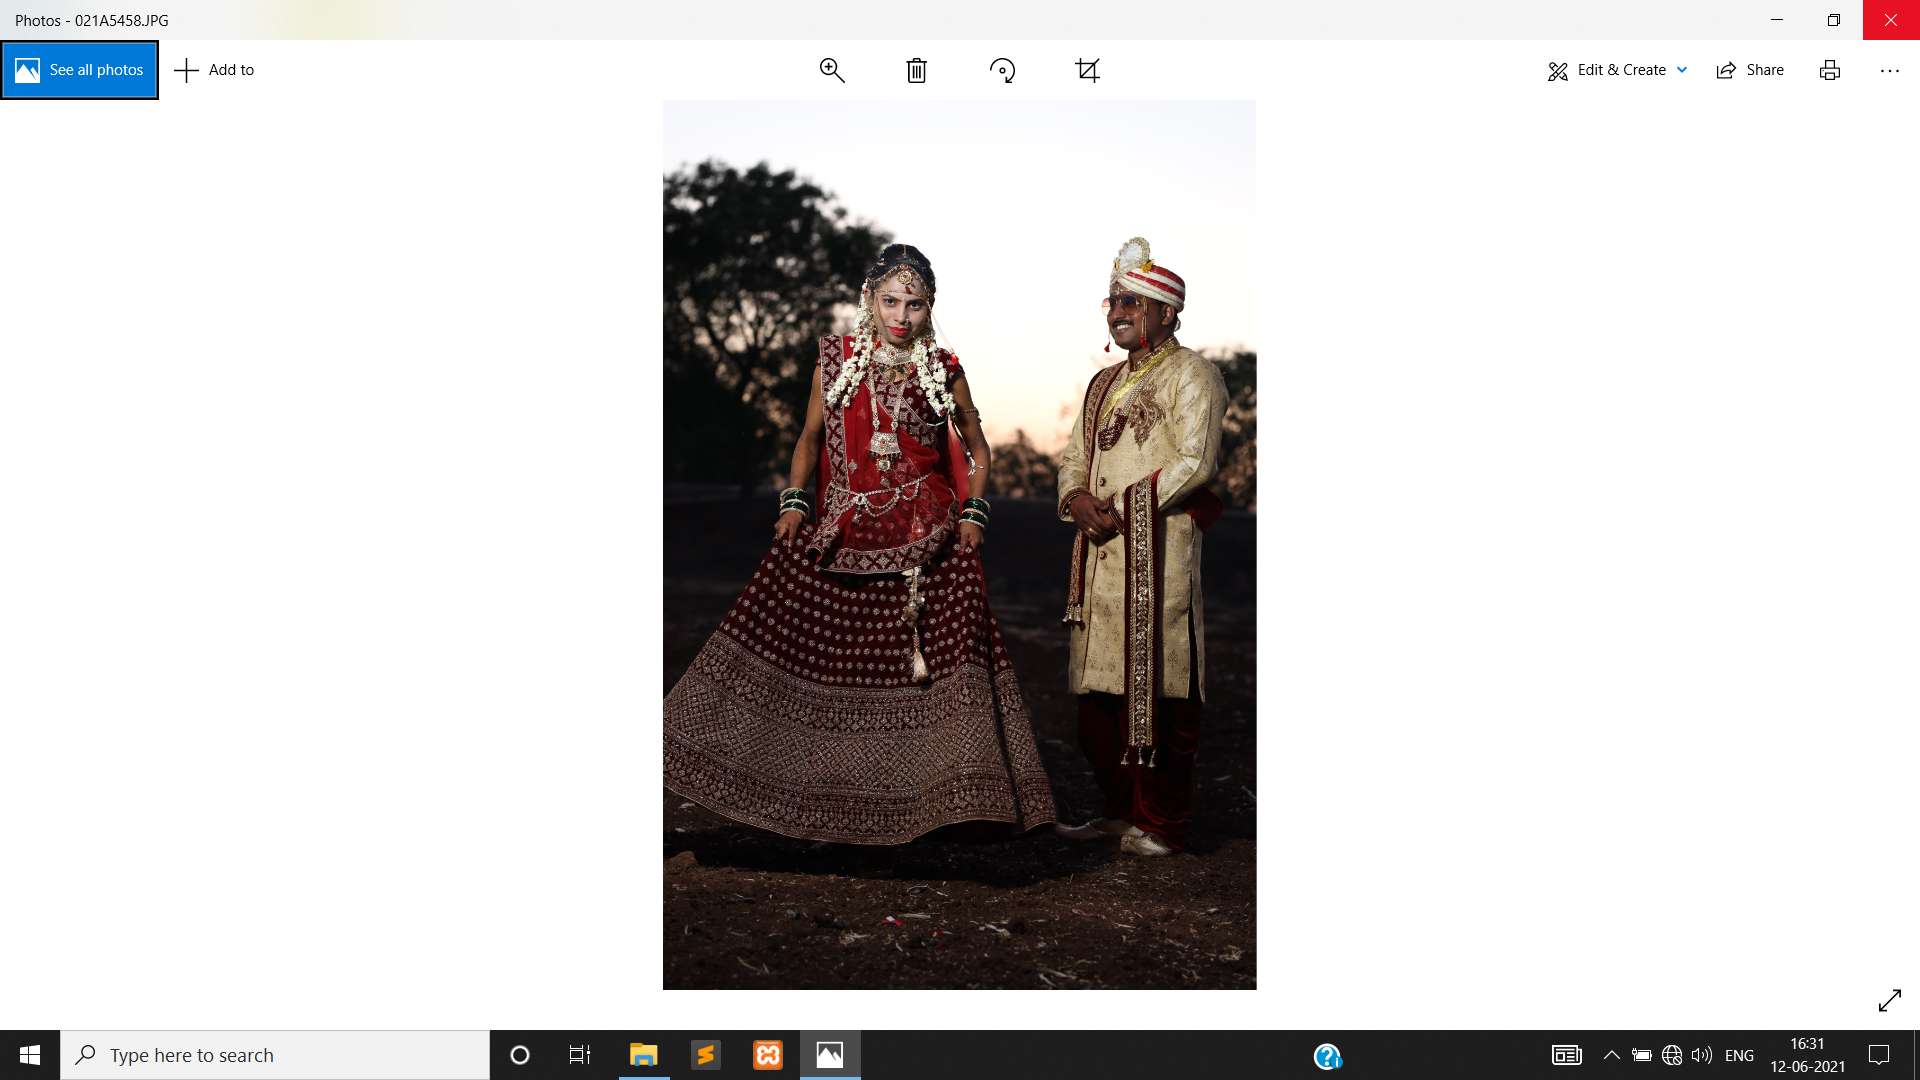 Photos - 021A5458.JPG
See all photos
Add to
Edit & Create
Share
Type here to search
ENG
16:31
12-06-2021